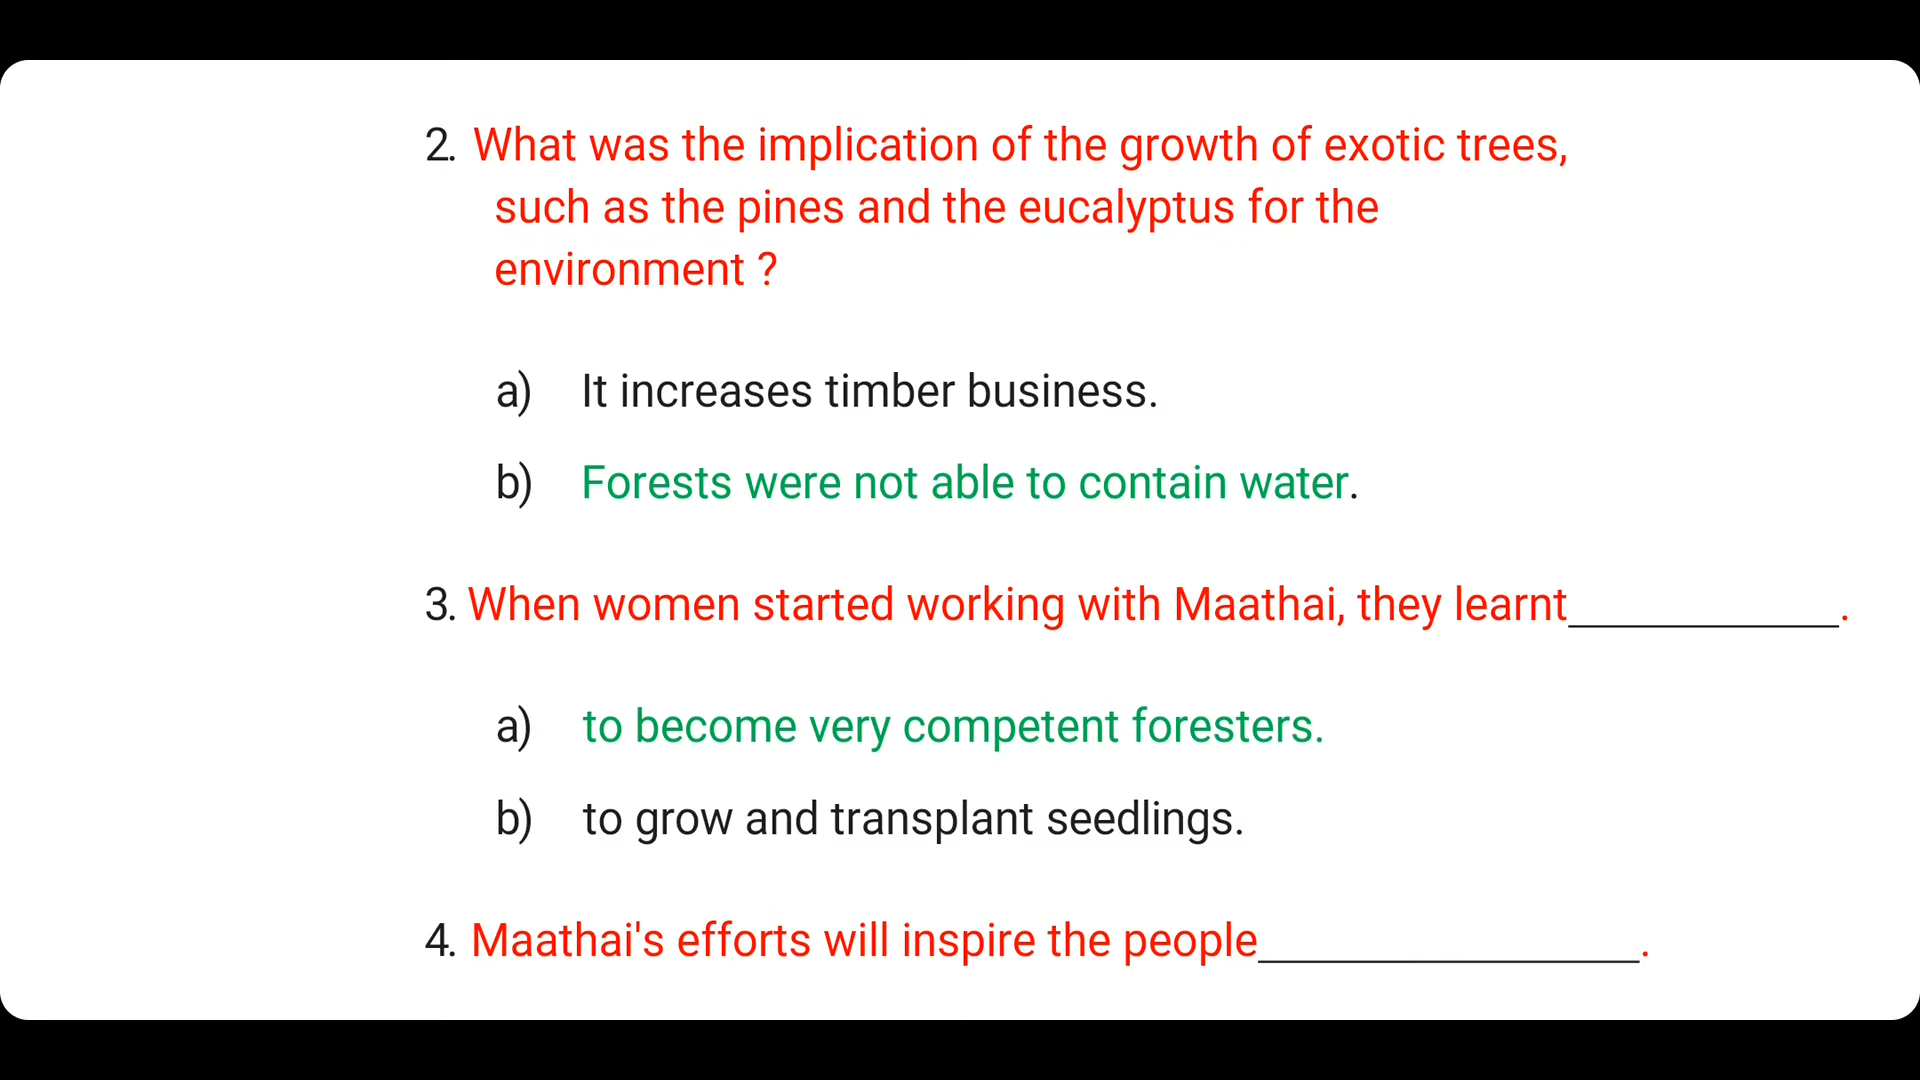 2. What was the implication of the growth of exotic trees,
such as the pines and the eucalyptus for the
environment ?
a) It increases timber business.
b) Forests were not able to contain water.
3. When women started working with Maathai, they learnt____________.
a) to become very competent foresters.
b) to grow and transplant seedlings.
4. Maathai's efforts will inspire the people_________________.